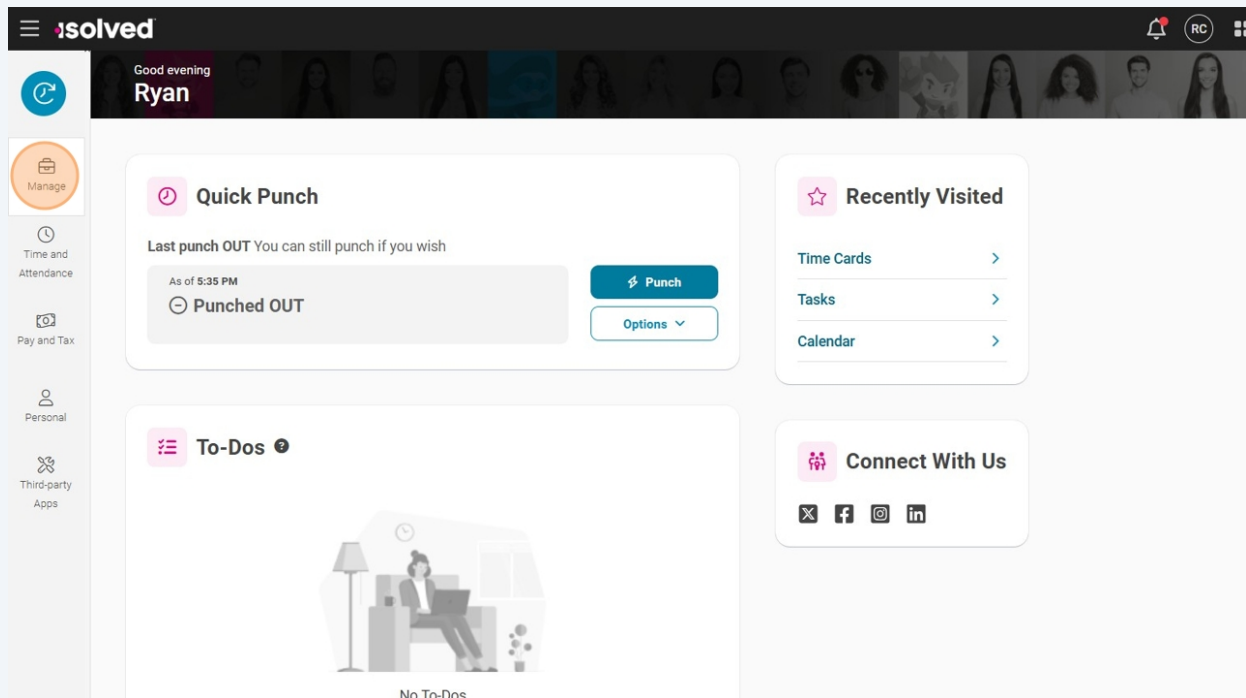 isolved
RC
Good evening
Ryan
Manage
Time and
Attendance
Pay and Tax
Personal
Third-party
Apps
Quick Punch
Last punch OUT You can still punch if you wish
As of 5:35 PM
Punched OUT
Punch
Options
To-Dos ?
No To-Dos
Recently Visited
Time Cards
Tasks
Calendar
Connect With Us